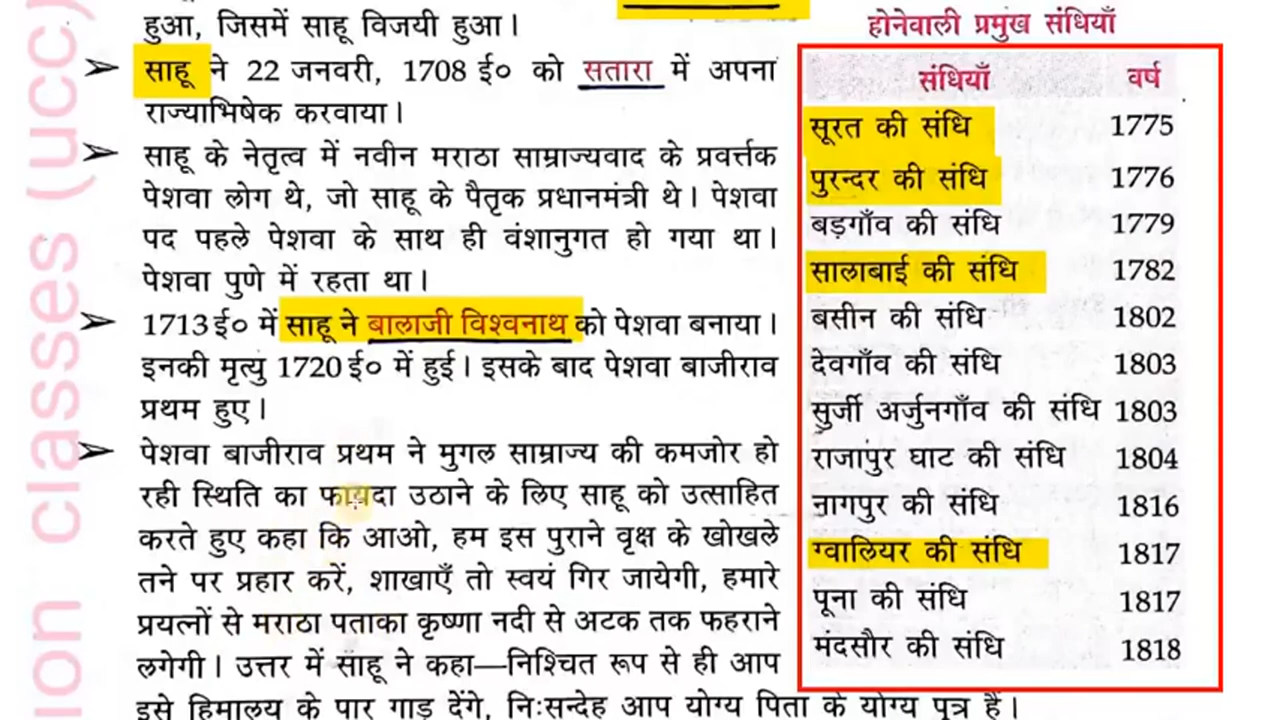 हुआ, जिसमें साहू विजयी हुआ।
➢ साहू ने 22 जनवरी, 1708 ई० को सतारा में अपना
राज्याभिषेक करवाया।
➢ साहू के नेतृत्व में नवीन मराठा साम्राज्यवाद के प्रवर्त्तक
पेशवा लोग थे, जो साहू के पैतृक प्रधानमंत्री थे। पेशवा
पद पहले पेशवा के साथ ही वंशानुगत हो गया था।
पेशवा पुणे में रहता था।
➢ 1713 ई० में साहू ने बालाजी विश्वनाथ को पेशवा बनाया।
इनकी मृत्यु 1720 ई० में हुई। इसके बाद पेशवा बाजीराव
प्रथम हुए।
➢ पेशवा बाजीराव प्रथम ने मुगल साम्राज्य की कमजोर हो
रही स्थिति का फायदा उठाने के लिए साहू को उत्साहित
करते हुए कहा कि आओ, हम इस पुराने वृक्ष के खोखले
तने पर प्रहार करें, शाखाएँ तो स्वयं गिर जायेगी, हमारे
प्रयत्नों से मराठा पताका कृष्णा नदी से अटक तक फहराने
लगेगी। उत्तर में साहू ने कहा—निश्चित रूप से ही आप
इसे हिमालय के पार गाड़ देंगे, निःसन्देह आप योग्य पिता के योग्य पुत्र हैं।
होनेवाली प्रमुख संधियाँ
संधियाँ वर्ष
सूरत की संधि 1775
पुरन्दर की संधि 1776
बड़गाँव की संधि 1779
सालाबाई की संधि 1782
बसीन की संधि 1802
देवगाँव की संधि 1803
सुर्जी अर्जुनगाँव की संधि 1803
राजापुर घाट की संधि 1804
नागपुर की संधि 1816
ग्वालियर की संधि 1817
पूना की संधि 1817
मंदसौर की संधि 1818
ion classes (ucc)